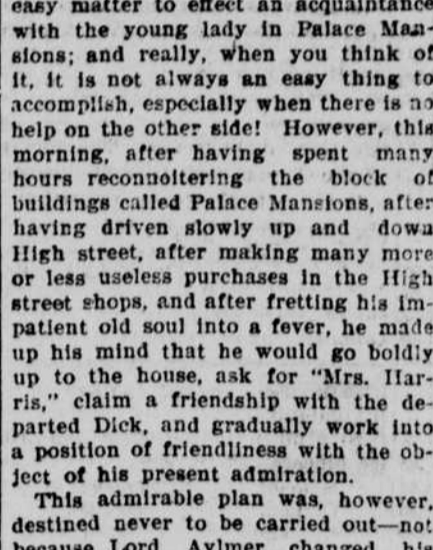 easy matter to effect an acquaintance
with the young lady in Palace Man-
sions; and really, when you think of
it, it is not always an easy thing to
accomplish, especially when there is no
help on the other side! However, this
morning, after having spent many
hours reconnoitering the block of
buildings called Palace Mansions, after
having driven slowly up and down
High street, after making many more
or less useless purchases in the High
street shops, and after fretting his im-
patient old soul into a fever, he made
up his mind that he would go boldly
up to the house, ask for "Mrs. Har-
ris," claim a friendship with the de-
parted Dick, and gradually work into
a position of friendliness with the ob-
ject of his present admiration.
This admirable plan was, however,
destined never to be carried out—not
because Lord Aylmer changed his